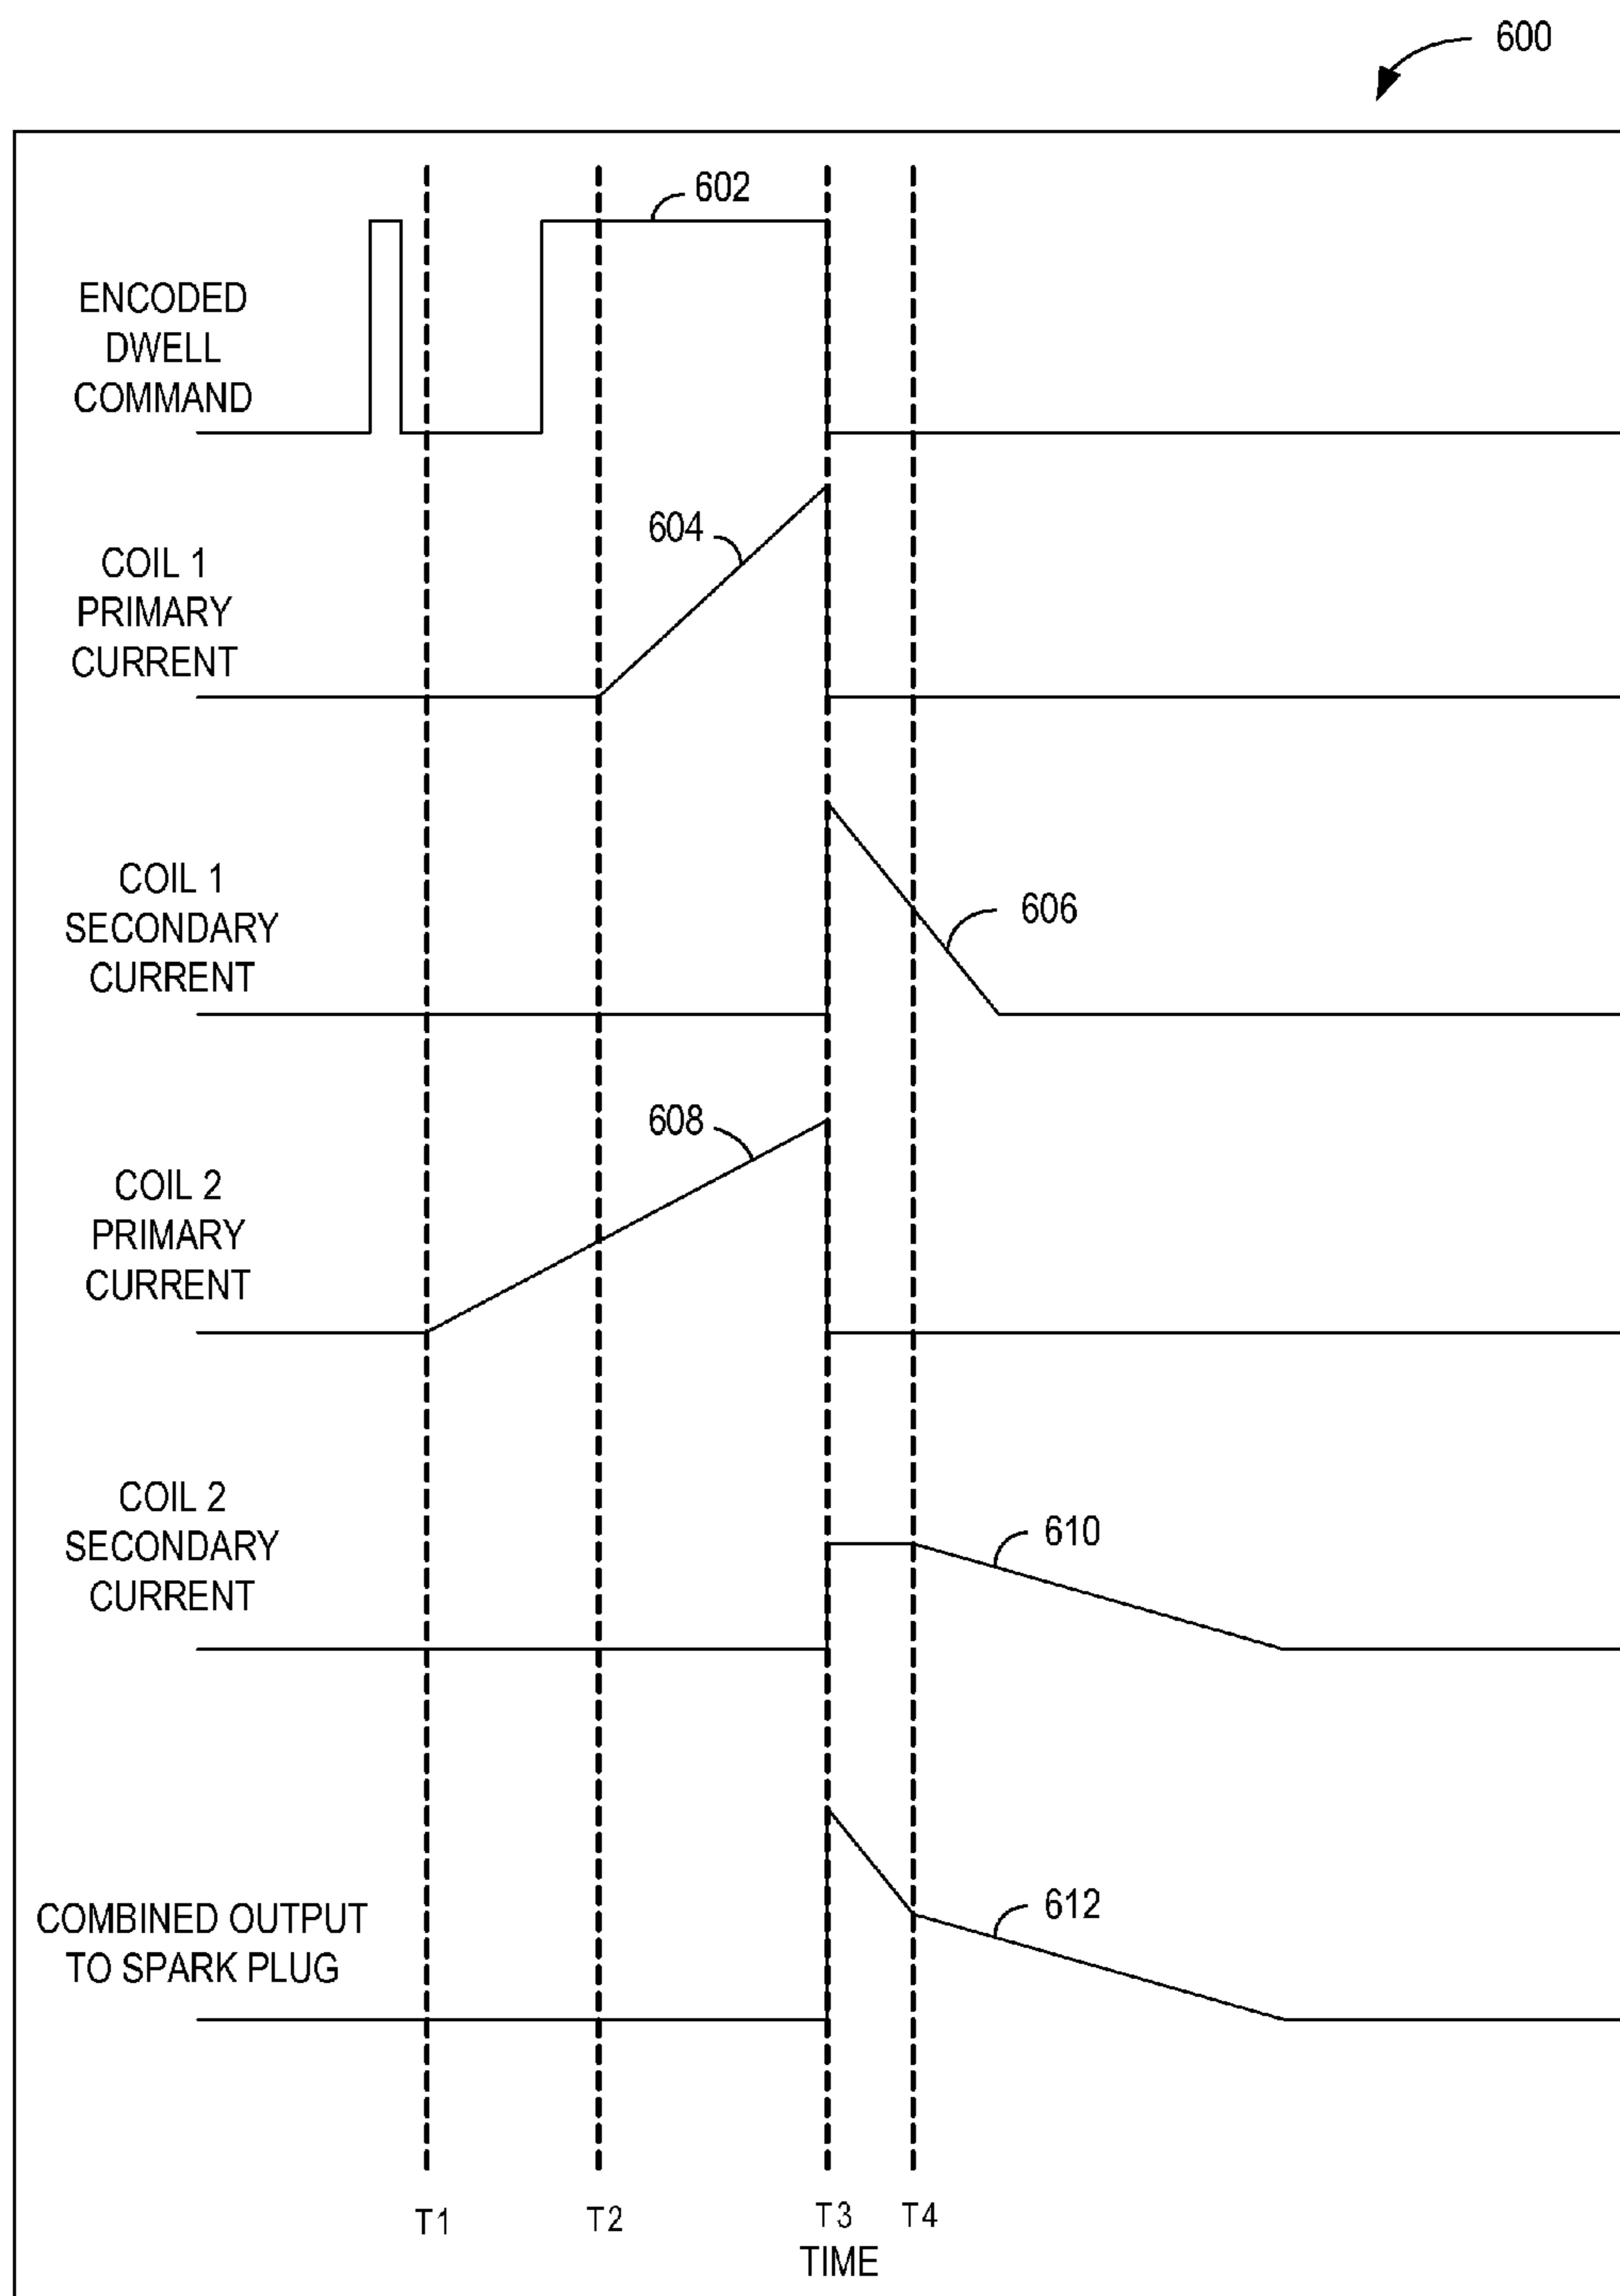 600
602
ENCODED
DWELL
COMMAND
604
COIL 1
PRIMARY
CURRENT
COIL 1
SECONDARY
CURRENT
606
608
COIL 2
PRIMARY
CURRENT
COIL 2
SECONDARY
CURRENT
610
COMBINED OUTPUT
TO SPARK PLUG
612
T1
T2
T3
T4
TIME